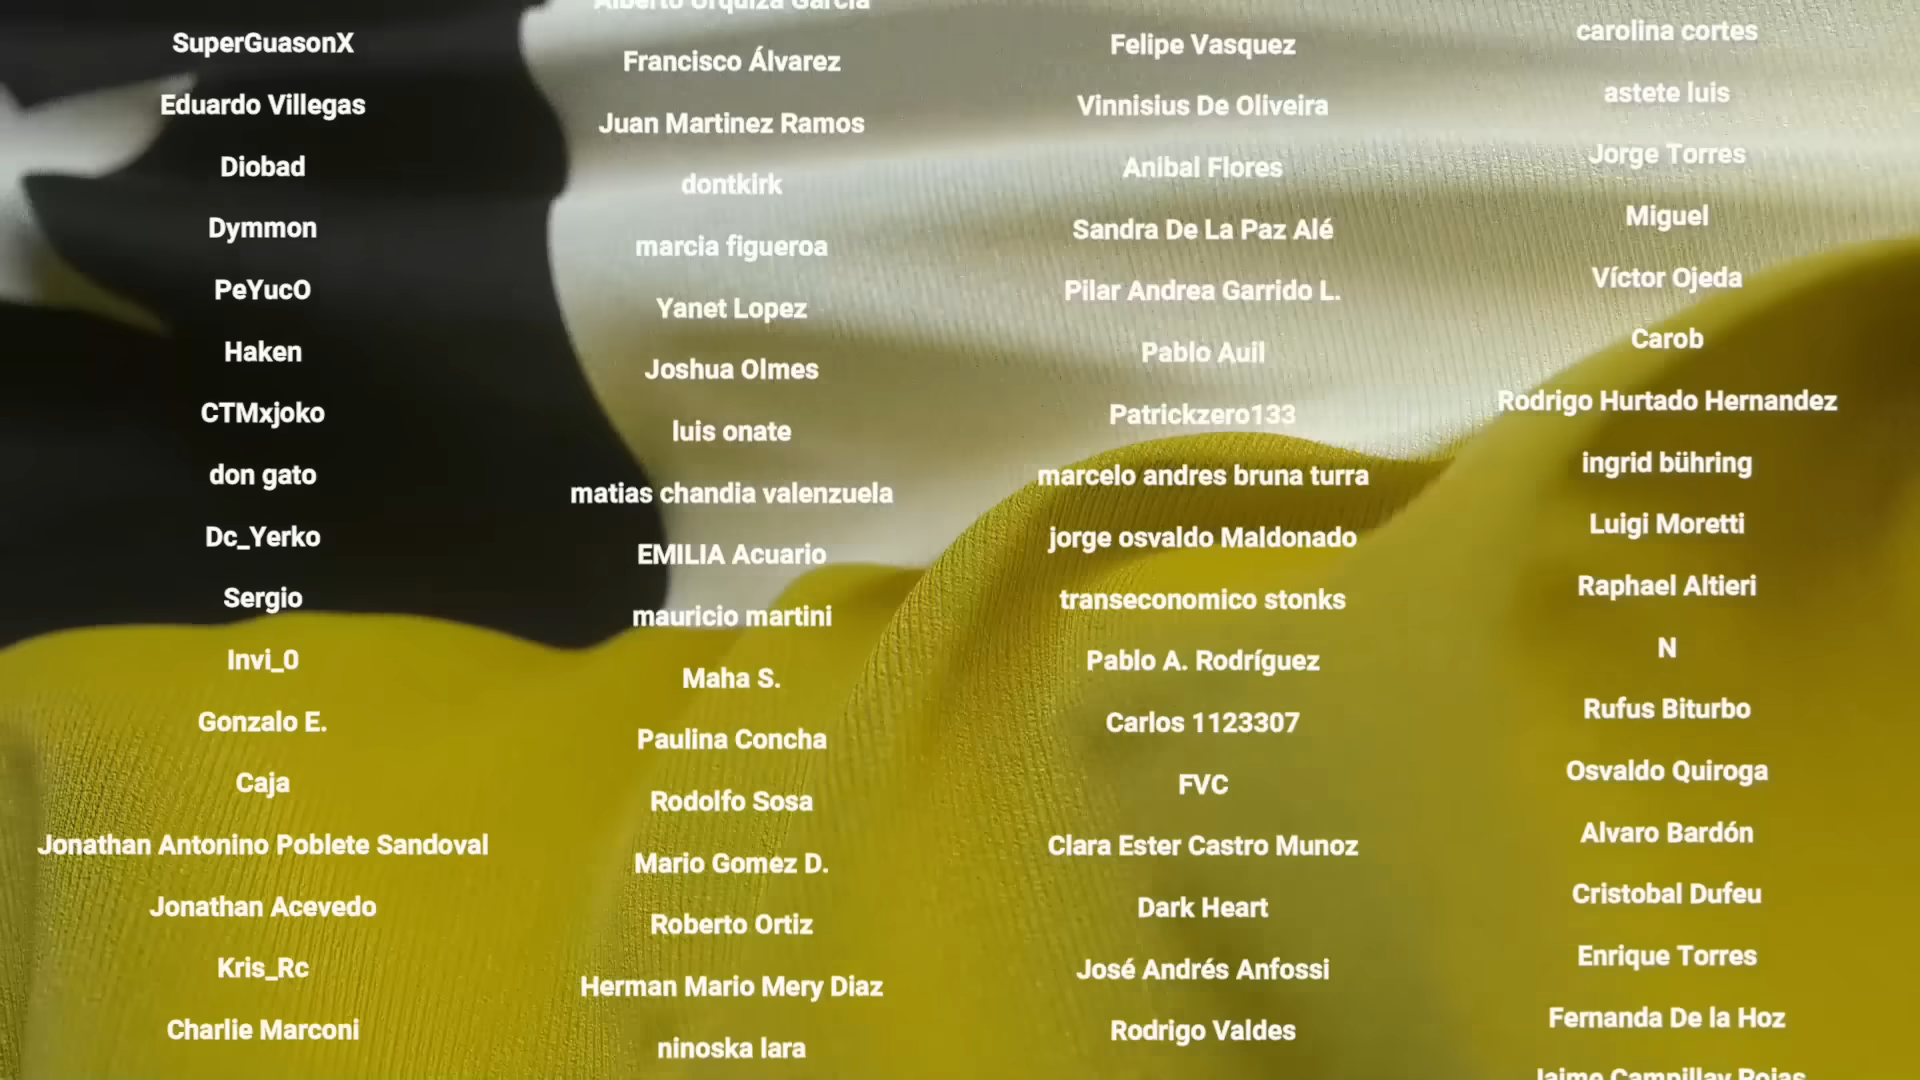 SuperGuasonX
Eduardo Villegas
Diobad
Dymmon
PeYucO
Haken
CTMxjoko
don gato
Dc_Yerko
Sergio
Invi_0
Gonzalo E.
Caja
Jonathan Antonino Poblete Sandoval
Jonathan Acevedo
Kris_Rc
Charlie Marconi
Alberto Urquiza García
Francisco Álvarez
Juan Martinez Ramos
dontkirk
marcia figueroa
Yanet Lopez
Joshua Olmes
luis onate
matias chandia valenzuela
EMILIA Acuario
mauricio martini
Maha S.
Paulina Concha
Rodolfo Sosa
Mario Gomez D.
Roberto Ortiz
Herman Mario Mery Diaz
ninoska lara
Felipe Vasquez
Vinnisius De Oliveira
Anibal Flores
Sandra De La Paz Alé
Pilar Andrea Garrido L.
Pablo Auil
Patrickzero133
marcelo andres bruna turra
jorge osvaldo Maldonado
transeconomico stonks
Pablo A. Rodríguez
Carlos 1123307
FVC
Clara Ester Castro Munoz
Dark Heart
José Andrés Anfossi
Rodrigo Valdes
carolina cortes
astete luis
Jorge Torres
Miguel
Víctor Ojeda
Carob
Rodrigo Hurtado Hernandez
ingrid bühring
Luigi Moretti
Raphael Altieri
N
Rufus Biturbo
Osvaldo Quiroga
Alvaro Bardón
Cristobal Dufeu
Enrique Torres
Fernanda De la Hoz
Jaime Campillay Rojas